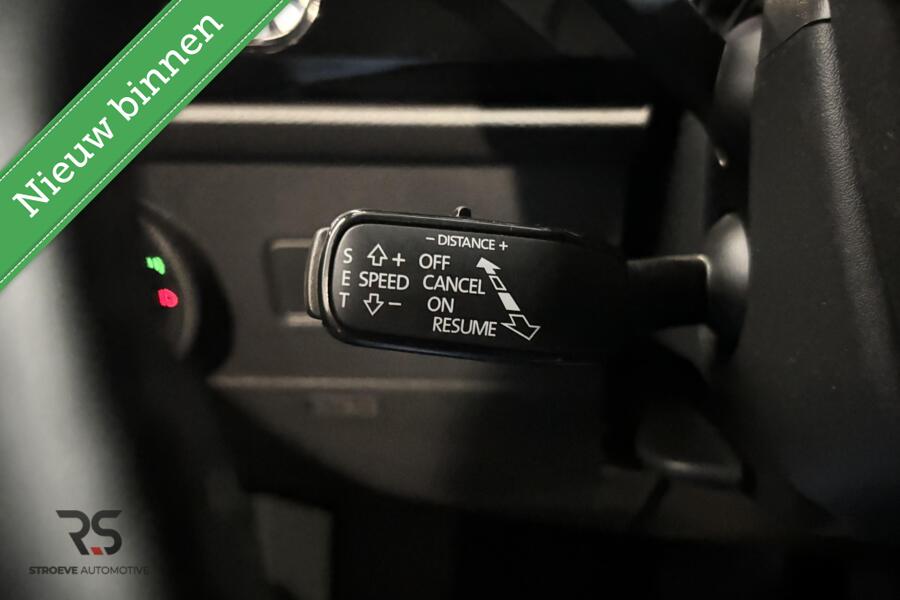 Nieuw binnen
– DISTANCE +
S + OFF
E SPEED CANCEL
T – ON
RESUME
RS
STROEVE AUTOMOTIVE